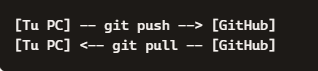 [Tu PC] —— git push ——> [GitHub]
[Tu PC] <—— git pull —— [GitHub]